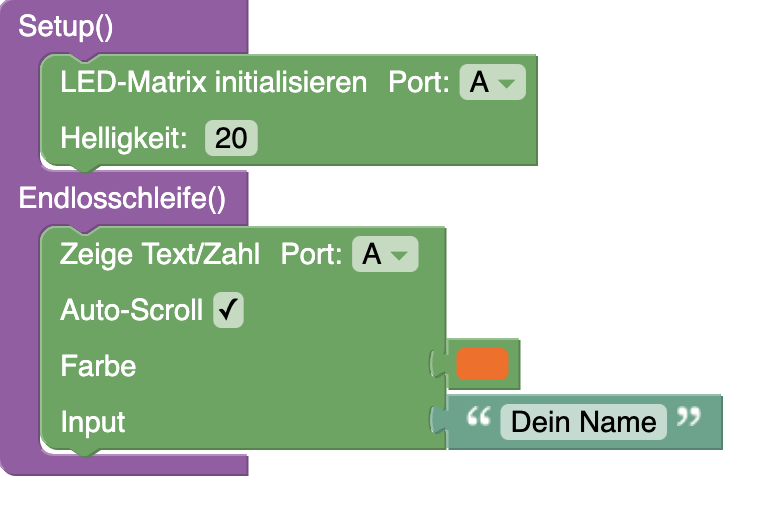 Setup()
LED-Matrix initialisieren Port: A
Helligkeit: 20
Endlosschleife()
Zeige Text/Zahl Port: A
Auto-Scroll ✓
Farbe
Input “ Dein Name ”